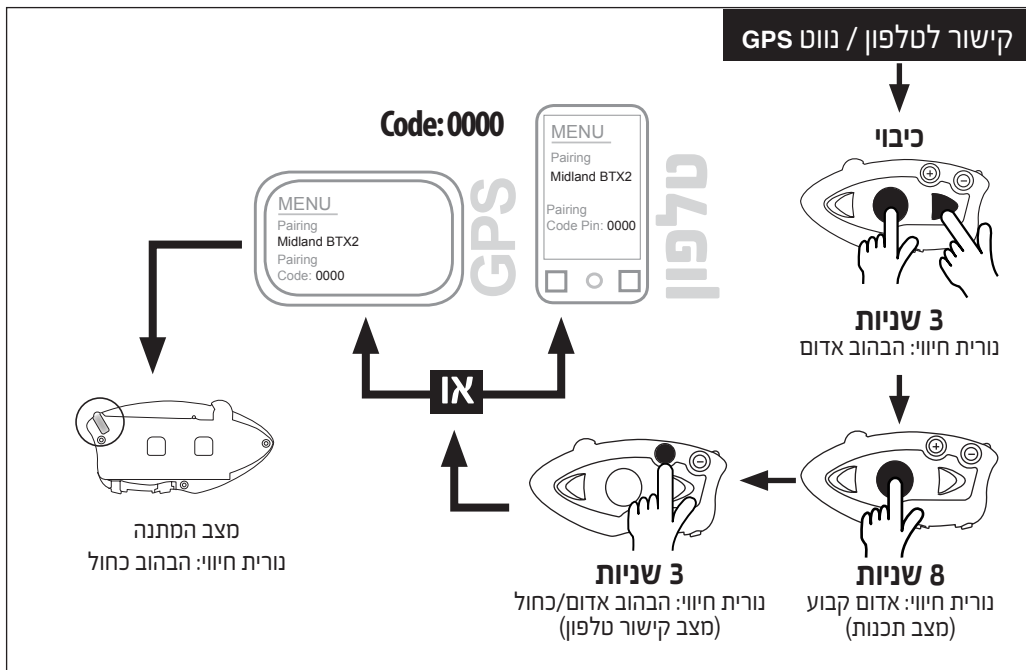 קישור לטלפון / נווט GPS
כיבוי
3 שניות
נורית חיווי: הבהוב אדום
8 שניות
נורית חיווי: אדום קבוע
(מצב תכנות)
3 שניות
נורית חיווי: הבהוב אדום/כחול
(מצב קישור טלפון)
או
Code: 0000
MENU
Pairing
Midland BTX2
Pairing
Code Pin: 0000
טלפון
MENU
Pairing
Midland BTX2
Pairing
Code: 0000
GPS
מצב המתנה
נורית חיווי: הבהוב כחול